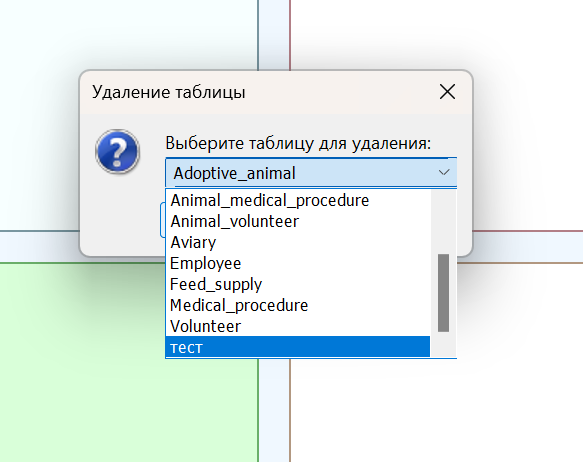 Удаление таблицы
Выберите таблицу для удаления:
Adoptive_animal
Animal_medical_procedure
Animal_volunteer
Aviary
Employee
Feed_supply
Medical_procedure
Volunteer
тест